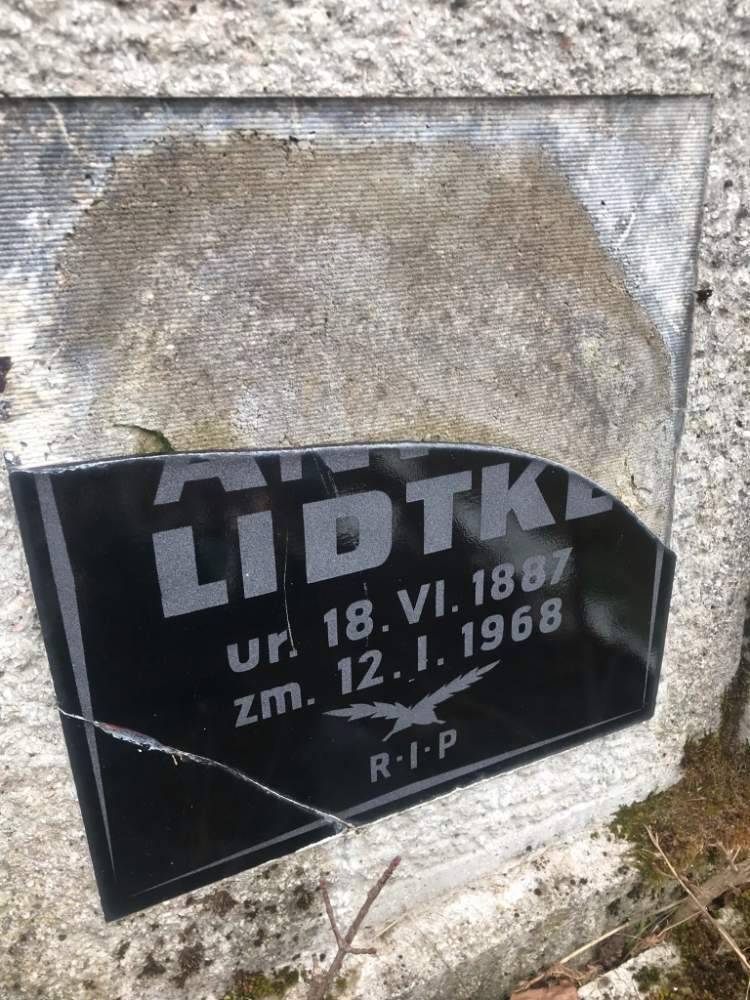 LIDTKE
ur. 18.VI.1887
zm. 12.I.1968
R·I·P